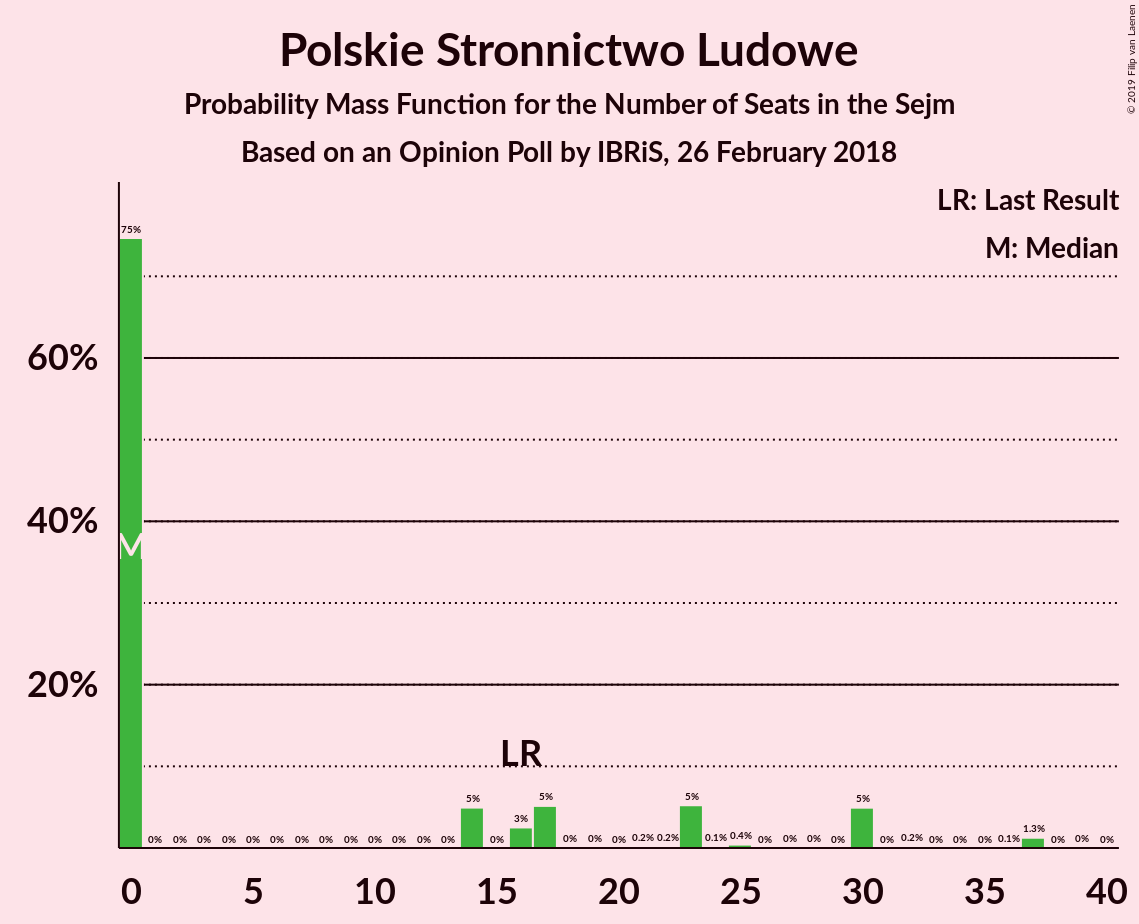 Polskie Stronnictwo Ludowe
Probability Mass Function for the Number of Seats in the Sejm
Based on an Opinion Poll by IBRiS, 26 February 2018
© 2019 Filip van Laenen
LR: Last Result
M: Median
60%
40%
20%
75%
M
0% 0% 0% 0% 0% 0% 0% 0% 0% 0% 0% 0% 0% 5% 0% 3% 5% 0% 0% 0% 0.2% 0.2% 5% 0.1% 0.4% 0% 0% 0% 0% 5% 0% 0.2% 0% 0% 0% 0.1% 1.3% 0% 0% 0%
LR
0 5 10 15 20 25 30 35 40